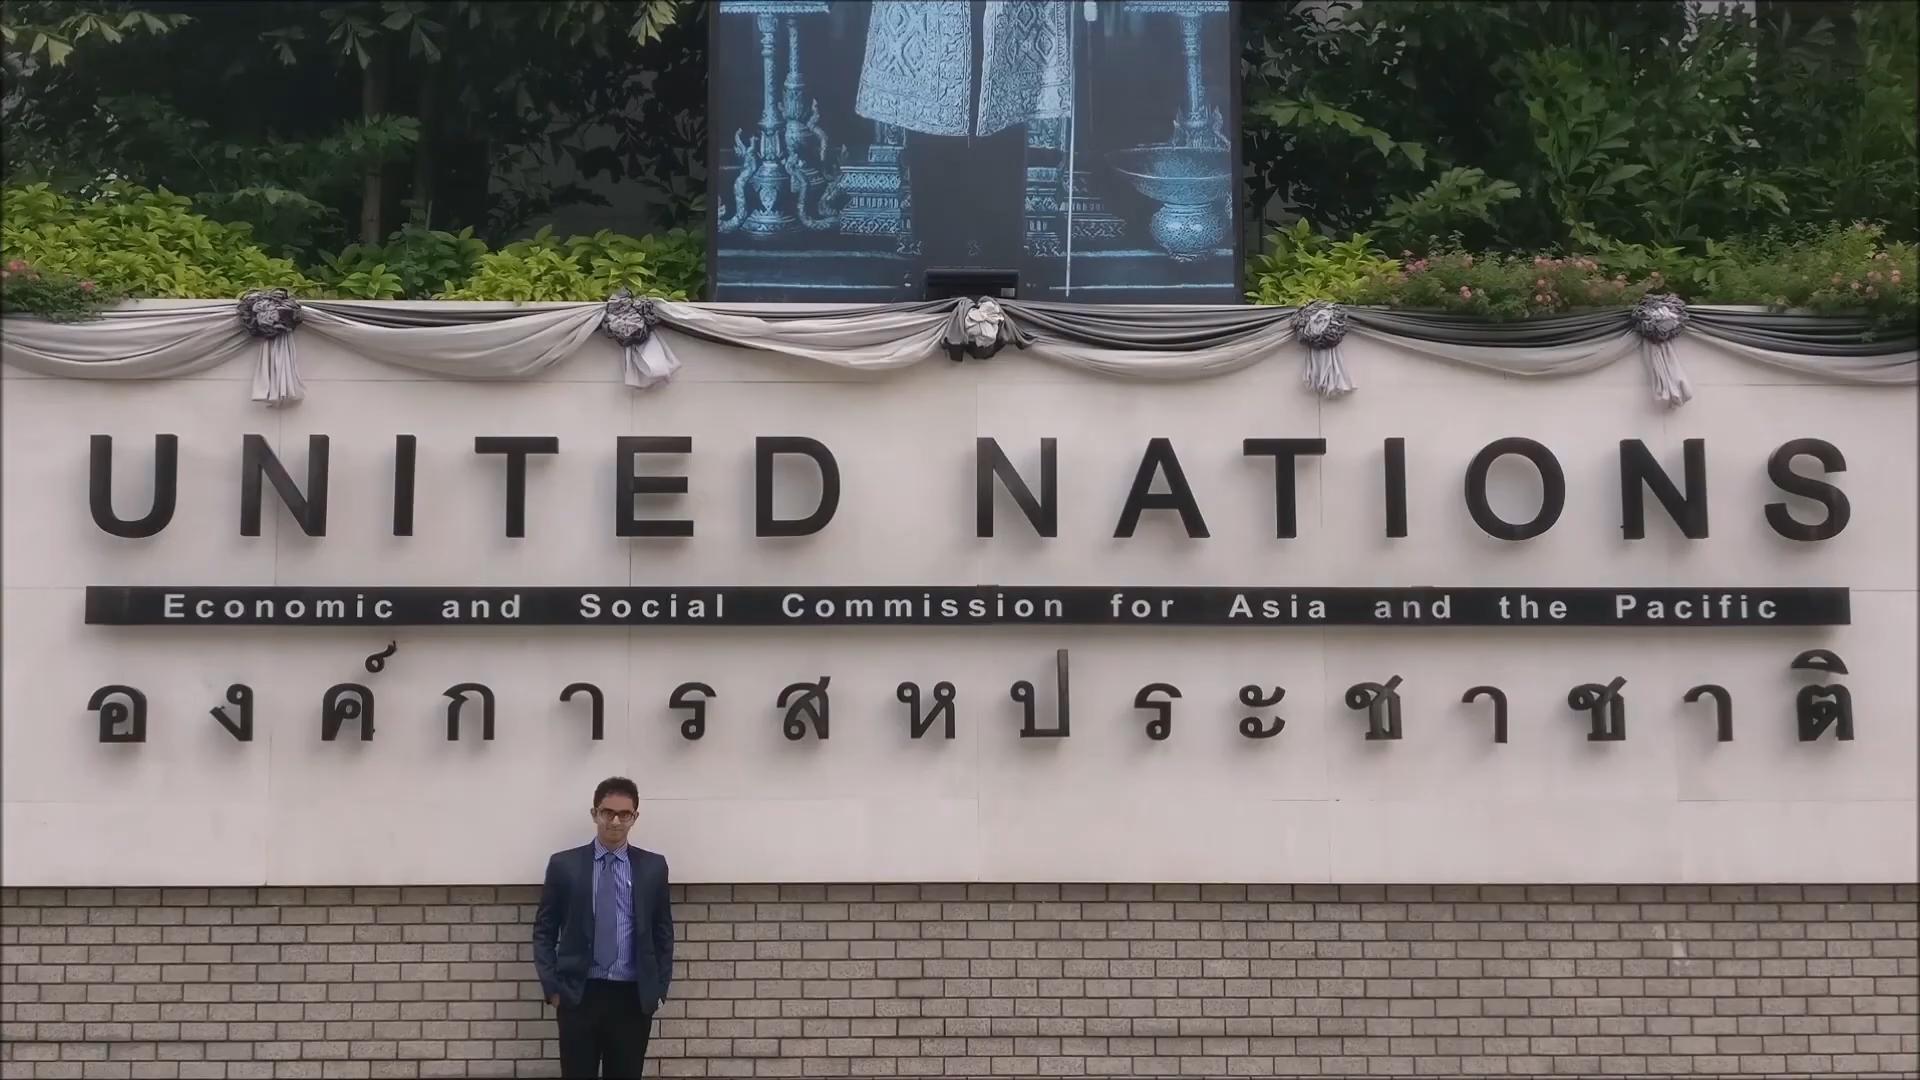 UNITED NATIONS
Economic and Social Commission for Asia and the Pacific
องค์การสหประชาชาติ